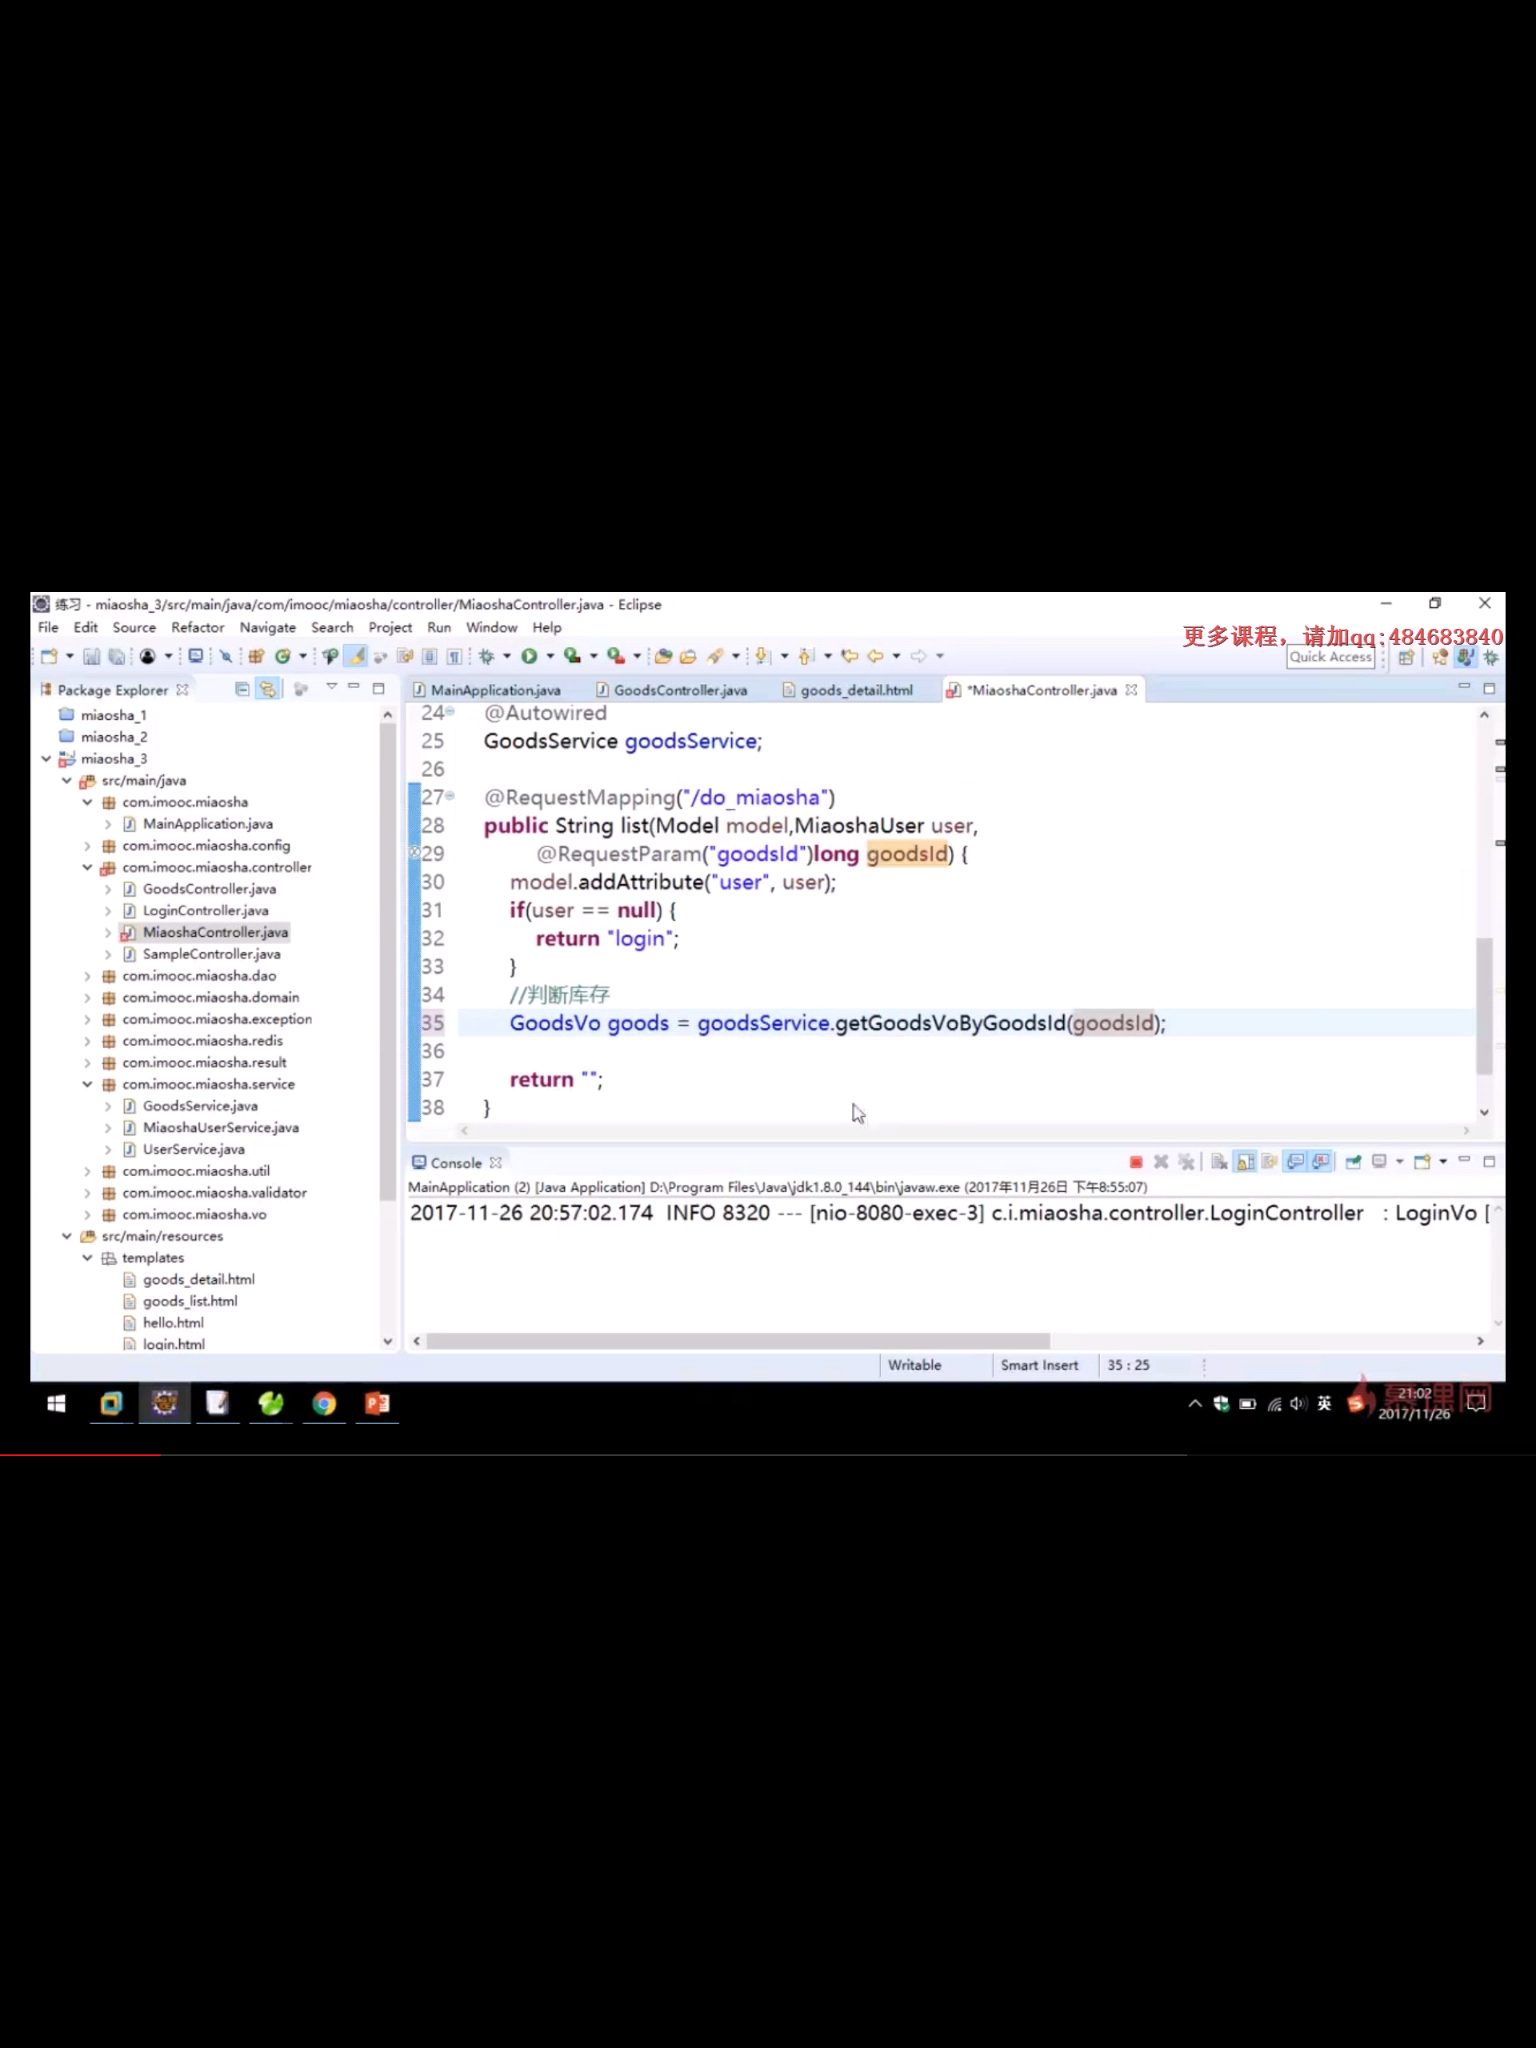 练习 - miaosha_3/src/main/java/com/imooc/miaosha/controller/MiaoshaController.java - Eclipse
File Edit Source Refactor Navigate Search Project Run Window Help
更多课程，请加qq:484683840
Quick Access
Package Explorer
miaosha_1
miaosha_2
miaosha_3
src/main/java
com.imooc.miaosha
MainApplication.java
com.imooc.miaosha.config
com.imooc.miaosha.controller
GoodsController.java
LoginController.java
MiaoshaController.java
SampleController.java
com.imooc.miaosha.dao
com.imooc.miaosha.domain
com.imooc.miaosha.exception
com.imooc.miaosha.redis
com.imooc.miaosha.result
com.imooc.miaosha.service
GoodsService.java
MiaoshaUserService.java
UserService.java
com.imooc.miaosha.util
com.imooc.miaosha.validator
com.imooc.miaosha.vo
src/main/resources
templates
goods_detail.html
goods_list.html
hello.html
login.html
MainApplication.java GoodsController.java goods_detail.html *MiaoshaController.java
24 @Autowired
25 GoodsService goodsService;
26
27 @RequestMapping("/do_miaosha")
28 public String list(Model model,MiaoshaUser user,
29 @RequestParam("goodsId")long goodsId) {
30 model.addAttribute("user", user);
31 if(user == null) {
32 return "login";
33 }
34 //判断库存
35 GoodsVo goods = goodsService.getGoodsVoByGoodsId(goodsId);
36
37 return "";
38 }
Console
MainApplication (2) [Java Application] D:\Program Files\Java\jdk1.8.0_144\bin\javaw.exe (2017年11月26日 下午8:55:07)
2017-11-26 20:57:02.174 INFO 8320 --- [nio-8080-exec-3] c.i.miaosha.controller.LoginController : LoginVo [
Writable Smart Insert 35 : 25
英
慕课网
21:02
2017/11/26